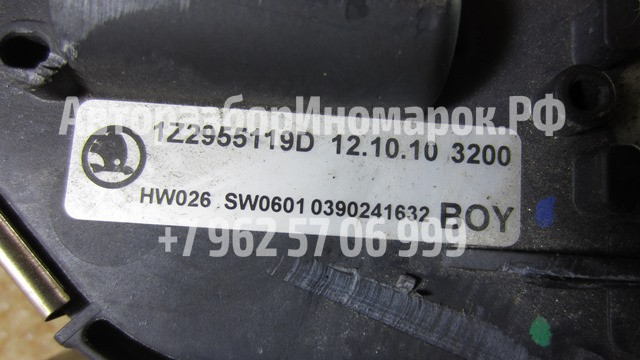 АвтоРазборИномарок.РФ
1Z2955119D 12.10.10 3200
HW026 SW0601 0390241632 BOY
+7 962 57 06 999